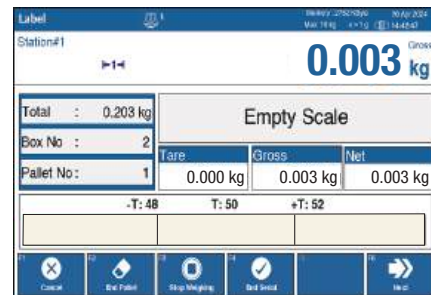 Label
Station#1
Gross
0.003 kg
Total : 0.203 kg
Box No : 2
Pallet No : 1
Empty Scale
Tare
0.000 kg
Gross
0.003 kg
Net
0.003 kg
-T: 48
T: 50
+T: 52
Cancel
End Pallet
Stop Weighing
End Serial
Next